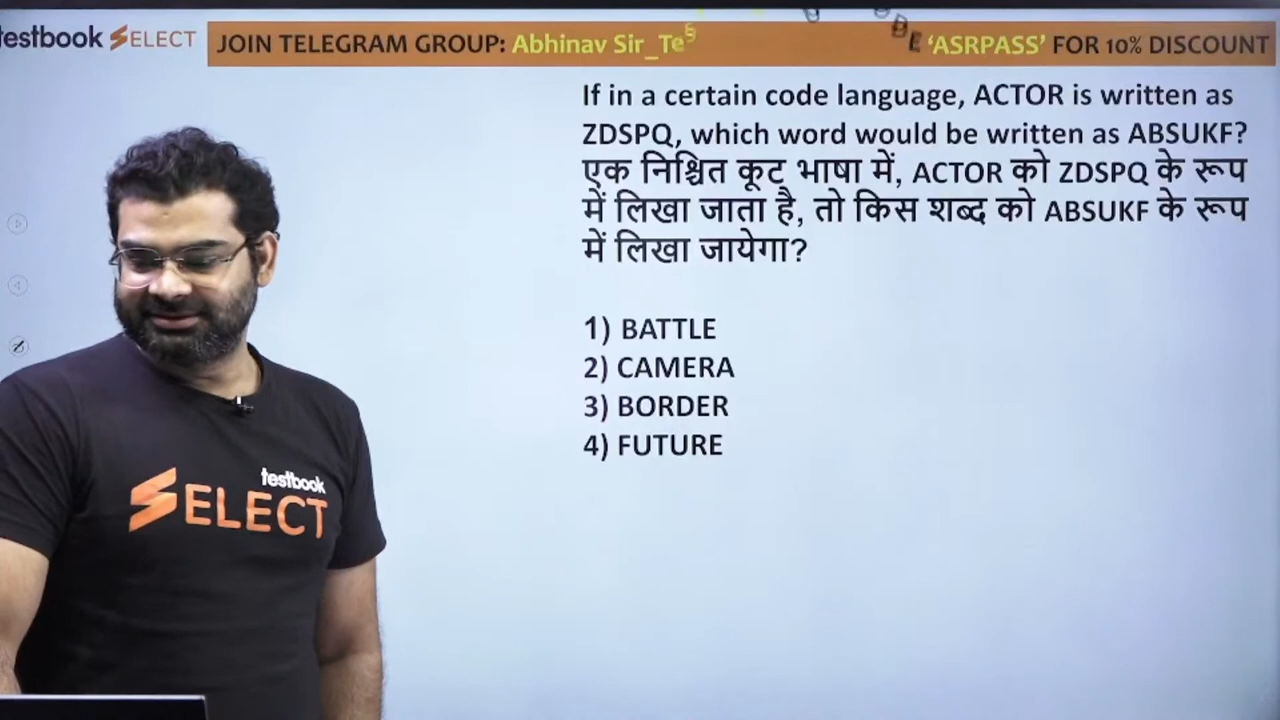 testbook SELECT
JOIN TELEGRAM GROUP: Abhinav Sir_Te
'ASRPASS' FOR 10% DISCOUNT
If in a certain code language, ACTOR is written as
ZDSPQ, which word would be written as ABSUKF?
एक निश्चित कूट भाषा में, ACTOR को ZDSPQ के रूप
में लिखा जाता है, तो किस शब्द को ABSUKF के रूप
में लिखा जायेगा?
1) BATTLE
2) CAMERA
3) BORDER
4) FUTURE
testbook
SELECT